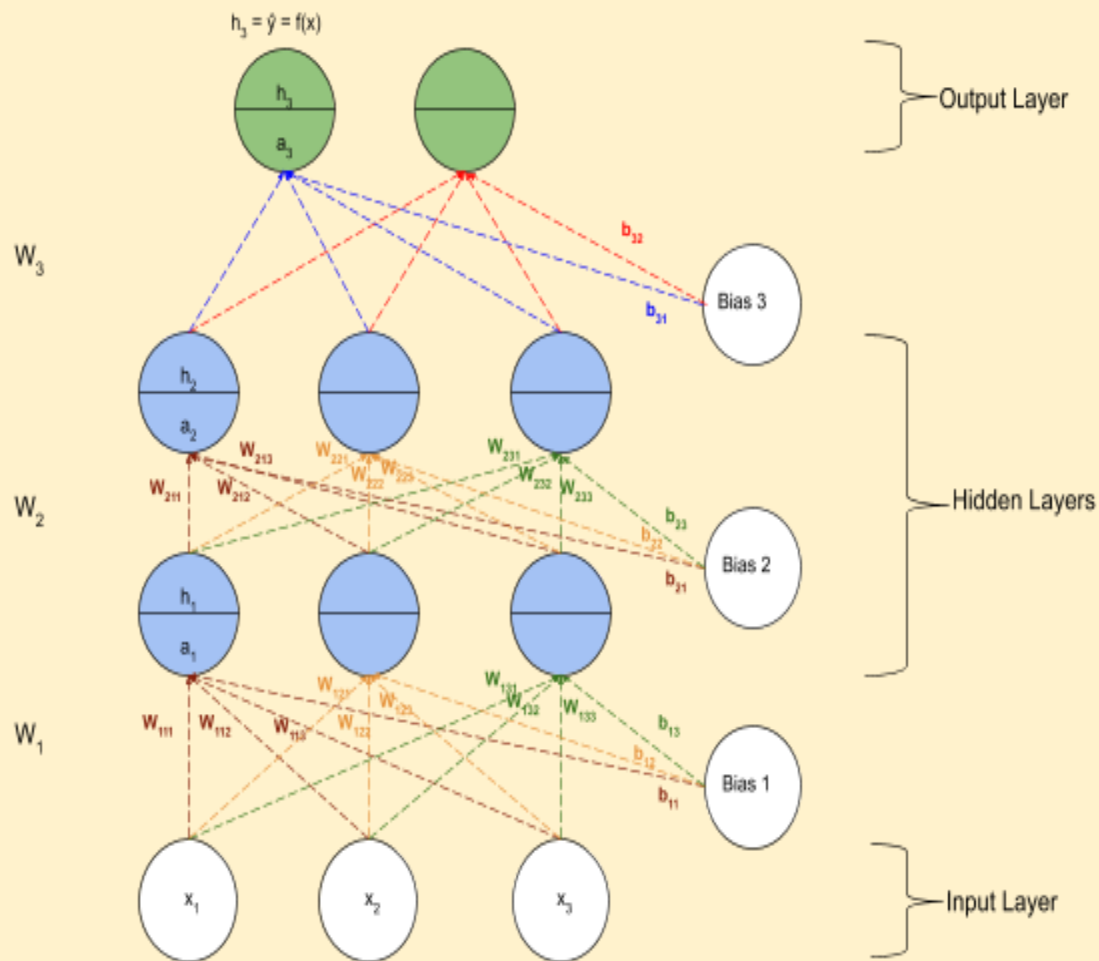 h₃ = ŷ = f(x)
h₃
a₃
Output Layer
W₃
b₃₂
b₃₁
Bias 3
h₂
a₂
W₂₁₁
W₂₁₂
W₂₁₃
W₂₂₁
W₂₂₂
W₂₂₃
W₂₃₁
W₂₃₂
W₂₃₃
W₂
b₂₃
b₂₂
b₂₁
Bias 2
Hidden Layers
h₁
a₁
W₁₁₁
W₁₁₂
W₁₁₃
W₁₂₁
W₁₂₂
W₁₂₃
W₁₃₁
W₁₃₂
W₁₃₃
W₁
b₁₃
b₁₂
b₁₁
Bias 1
x₁
x₂
x₃
Input Layer